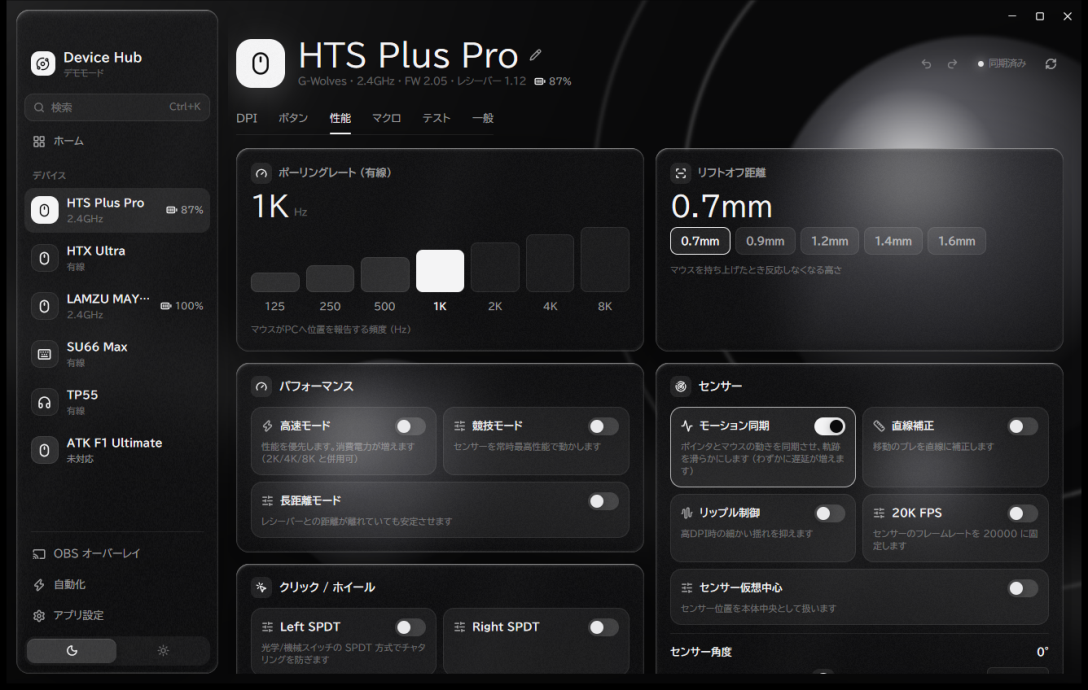 Device Hub
デモモード
検索 Ctrl+K
ホーム
デバイス
HTS Plus Pro
2.4GHz
87%
HTX Ultra
有線
LAMZU MAY…
2.4GHz
100%
SU66 Max
有線
TP55
有線
ATK F1 Ultimate
未対応
OBS オーバーレイ
自動化
アプリ設定
HTS Plus Pro
G-Wolves・2.4GHz・FW 2.05・レシーバー 1.12 87%
同期済み
DPI ボタン 性能 マクロ テスト 一般
ポーリングレート (有線)
1K Hz
125 250 500 1K 2K 4K 8K
マウスがPCへ位置を報告する頻度 (Hz)
リフトオフ距離
0.7mm
0.7mm 0.9mm 1.2mm 1.4mm 1.6mm
マウスを持ち上げたとき反応しなくなる高さ
パフォーマンス
高速モード
性能を優先します。消費電力が増えます
(2K/4K/8K と併用可)
競技モード
センサーを常時最高性能で動かします
長距離モード
レシーバーとの距離が離れていても安定させます
クリック / ホイール
Left SPDT
光学/機械スイッチの SPDT 方式でチャタ
リングを防ぎます
Right SPDT
センサー
モーション同期
ポインタとマウスの動きを同期させ、軌跡
を滑らかにします (わずかに遅延が増えま
す)
直線補正
移動のブレを直線に補正します
リップル制御
高DPI時の細かい揺れを抑えます
20K FPS
センサーのフレームレートを 20000 に固
定します
センサー仮想中心
センサー位置を本体中央として扱います
センサー角度 0°